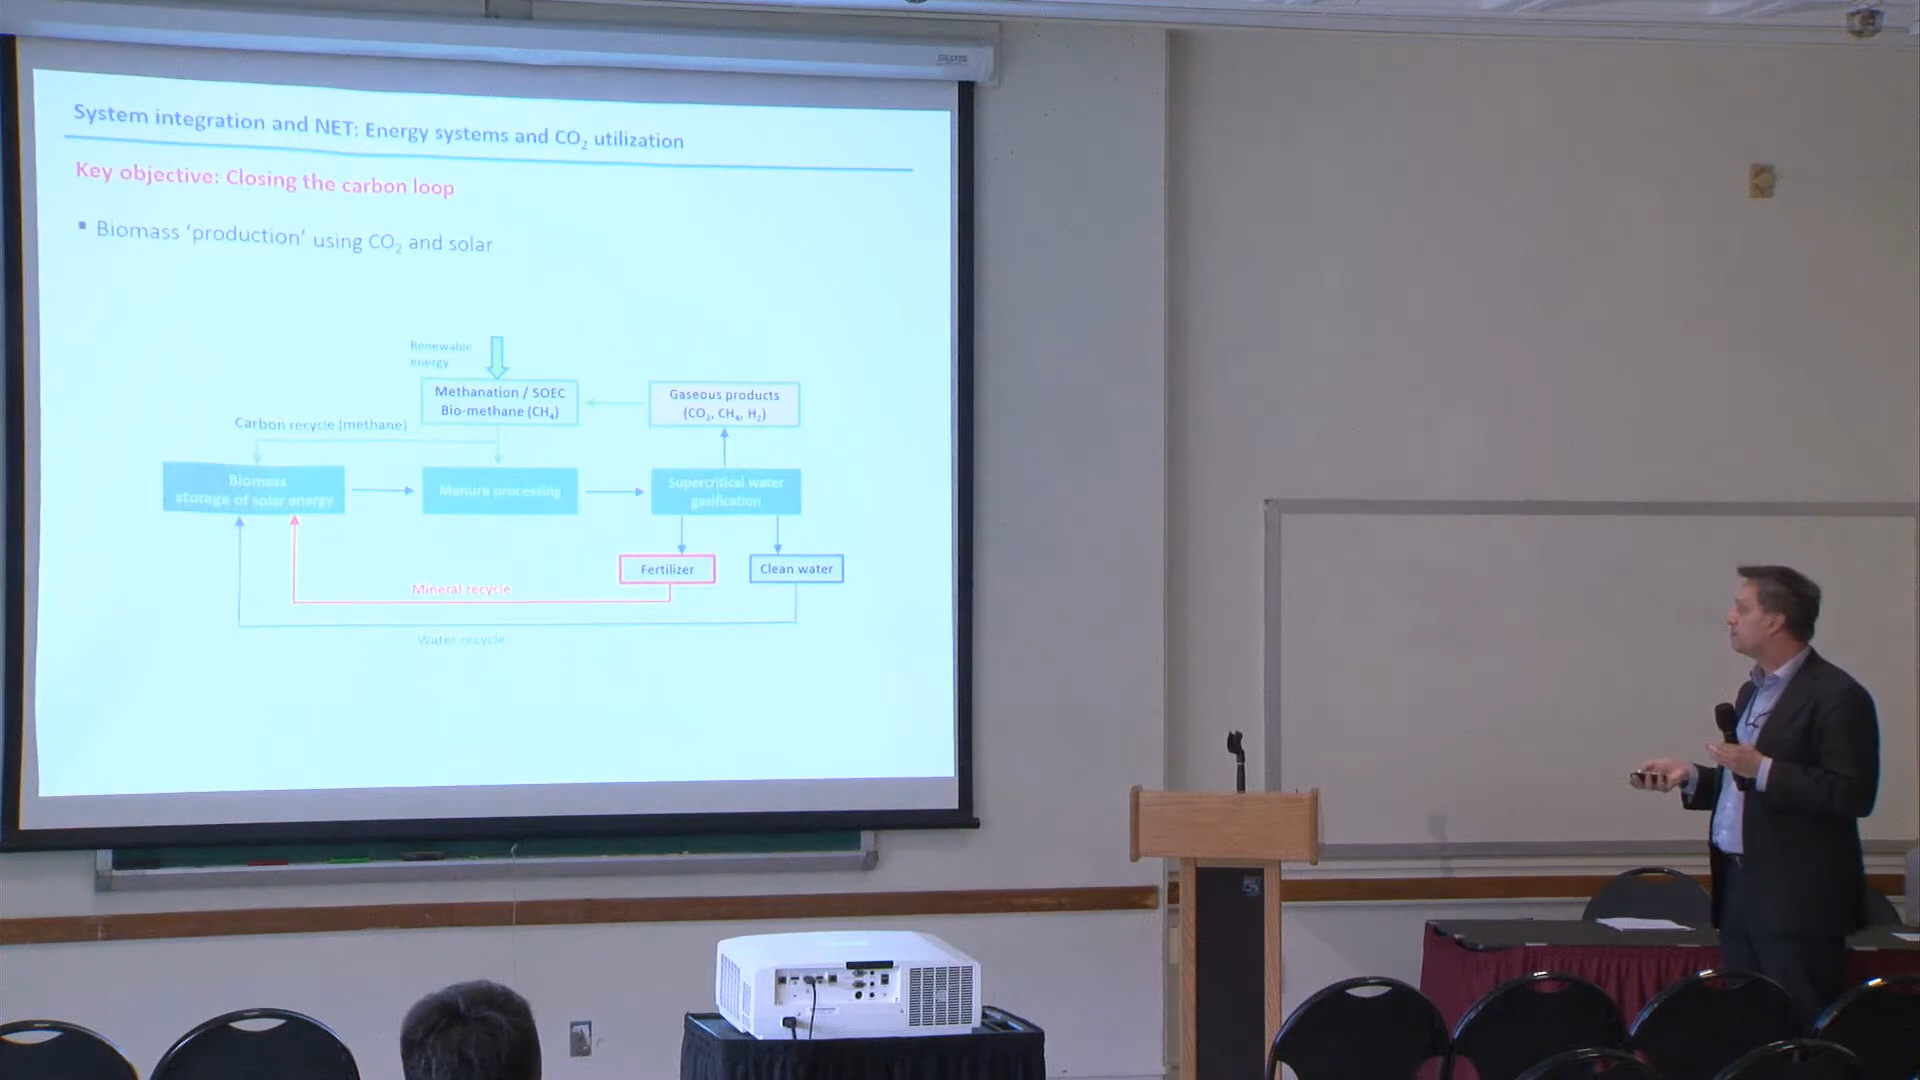 System integration and NET: Energy systems and CO₂ utilization
Key objective: Closing the carbon loop
▪ Biomass ‘production’ using CO₂ and solar
Renewable
energy
Methanation / SOEC
Bio-methane (CH₄)
Gaseous products
(CO₂, CH₄, H₂)
Carbon recycle (methane)
Biomass
storage of solar energy
Manure processing
Supercritical water
gasification
Fertilizer
Clean water
Mineral recycle
Water recycle